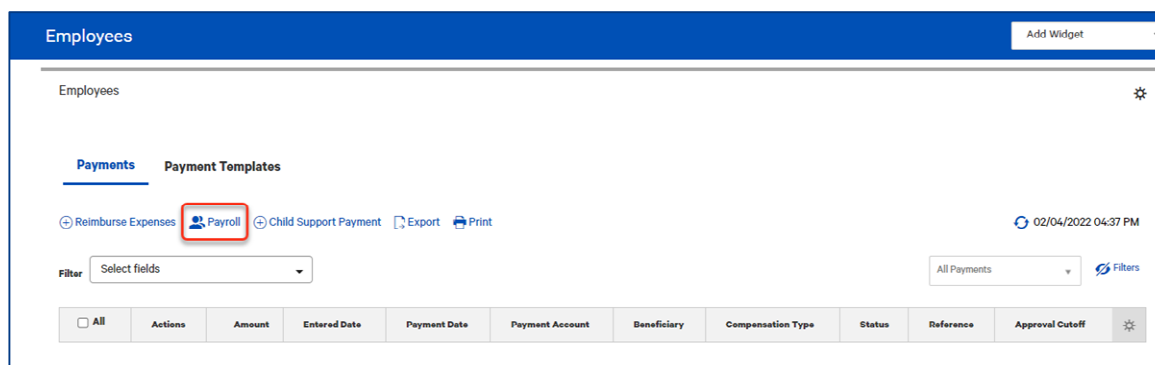 Employees
Add Widget
Employees
Payments Payment Templates
Reimburse Expenses Payroll Child Support Payment Export Print 02/04/2022 04:37 PM
Filter Select fields All Payments Filters
All Actions Amount Entered Date Payment Date Payment Account Beneficiary Compensation Type Status Reference Approval Cutoff